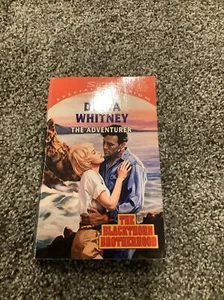 WHITNEY
THE ADVENTURER
THE
BLACKTHORN
BROTHERHOOD